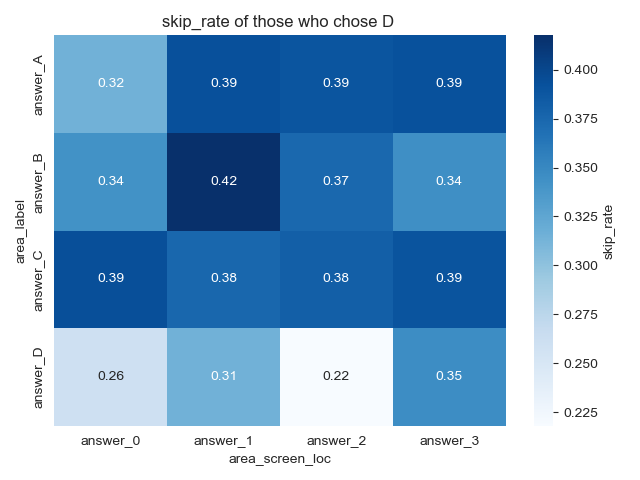 skip_rate of those who chose D
answer_A 0.32 0.39 0.39 0.39
answer_B 0.34 0.42 0.37 0.34
answer_C 0.39 0.38 0.38 0.39
answer_D 0.26 0.31 0.22 0.35
area_label
answer_0 answer_1 answer_2 answer_3
area_screen_loc
0.400
0.375
0.350
0.325
0.300
0.275
0.250
0.225
skip_rate